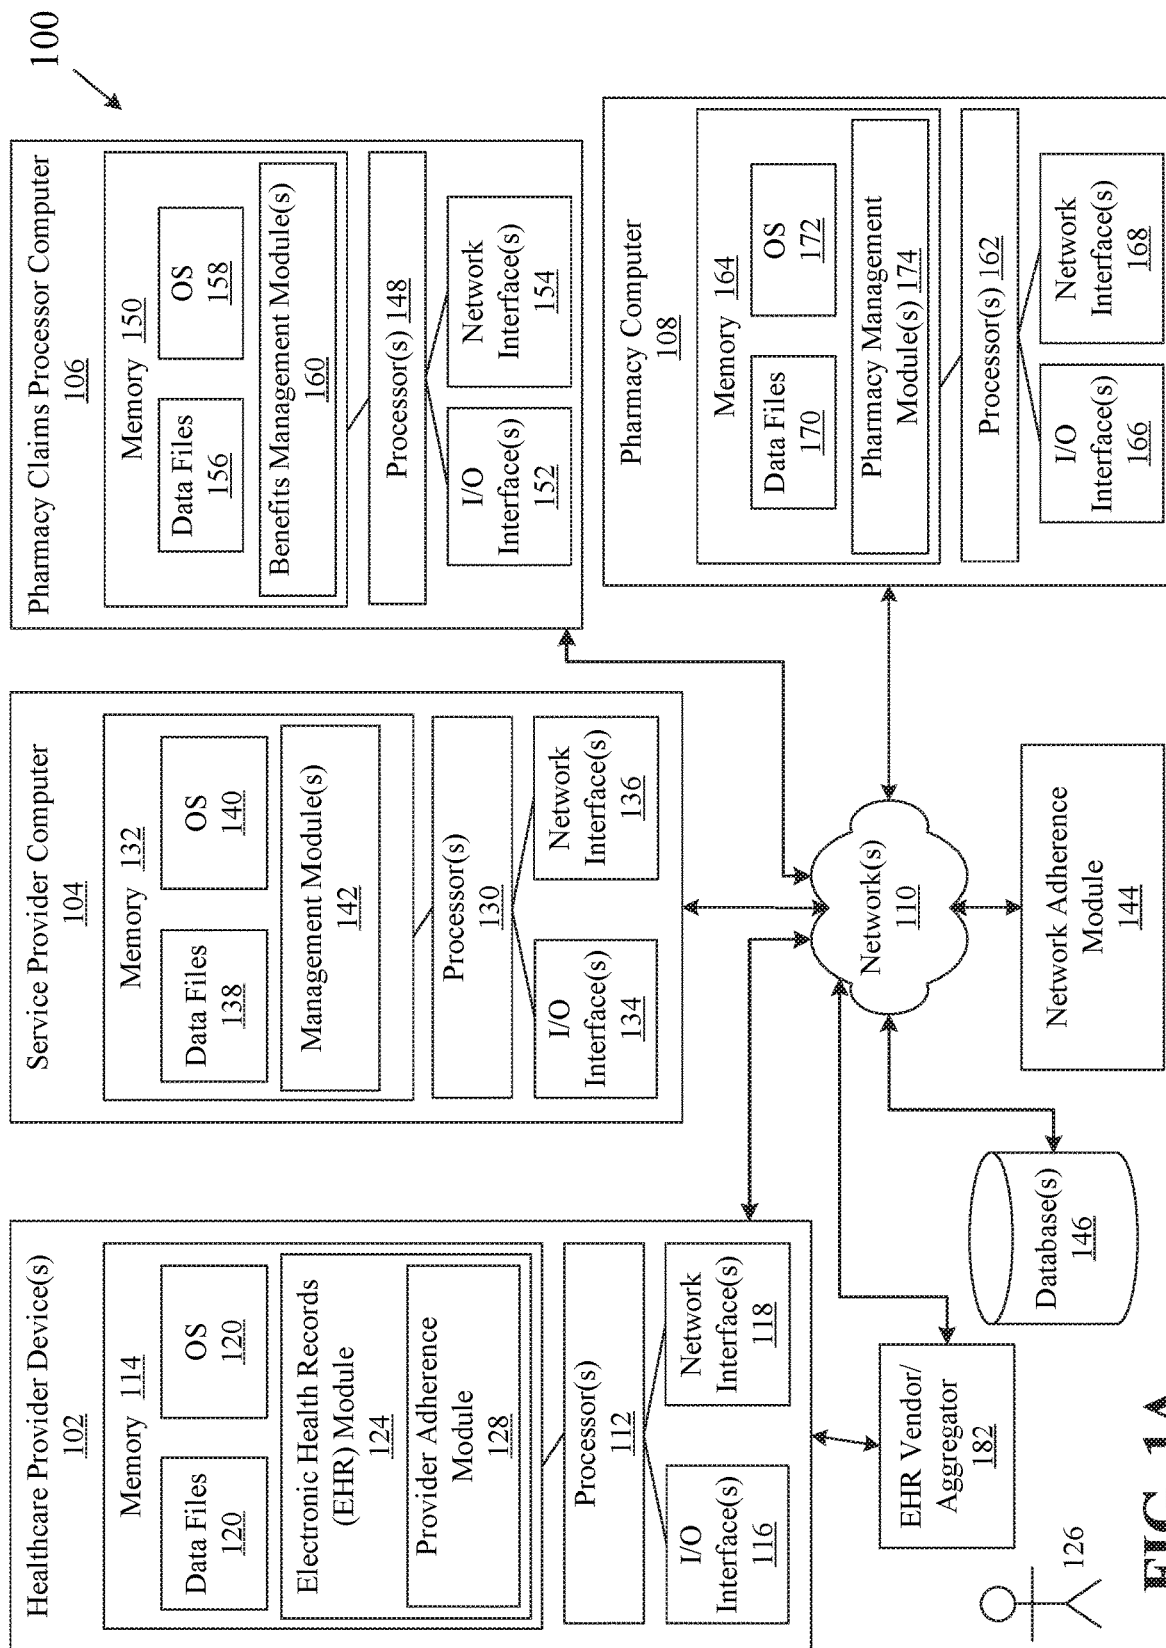 100
Healthcare Provider Device(s)
102
Memory 114
Data Files
120
OS
120
Electronic Health Records
(EHR) Module
124
Provider Adherence
Module
128
Processor(s)
112
I/O
Interface(s)
116
Network
Interface(s)
118
Service Provider Computer
104
Memory 132
Data Files
138
OS
140
Management Module(s)
142
Processor(s)
130
I/O
Interface(s)
134
Network
Interface(s)
136
Pharmacy Claims Processor Computer
106
Memory 150
Data Files
156
OS
158
Benefits Management Module(s)
160
Processor(s) 148
I/O
Interface(s)
152
Network
Interface(s)
154
Pharmacy Computer
108
Memory 164
Data Files
170
OS
172
Pharmacy Management
Module(s) 174
Processor(s) 162
I/O
Interface(s)
166
Network
Interface(s)
168
Network(s)
110
EHR Vendor/
Aggregator
182
Database(s)
146
Network Adherence
Module
144
126
FIG. 1A